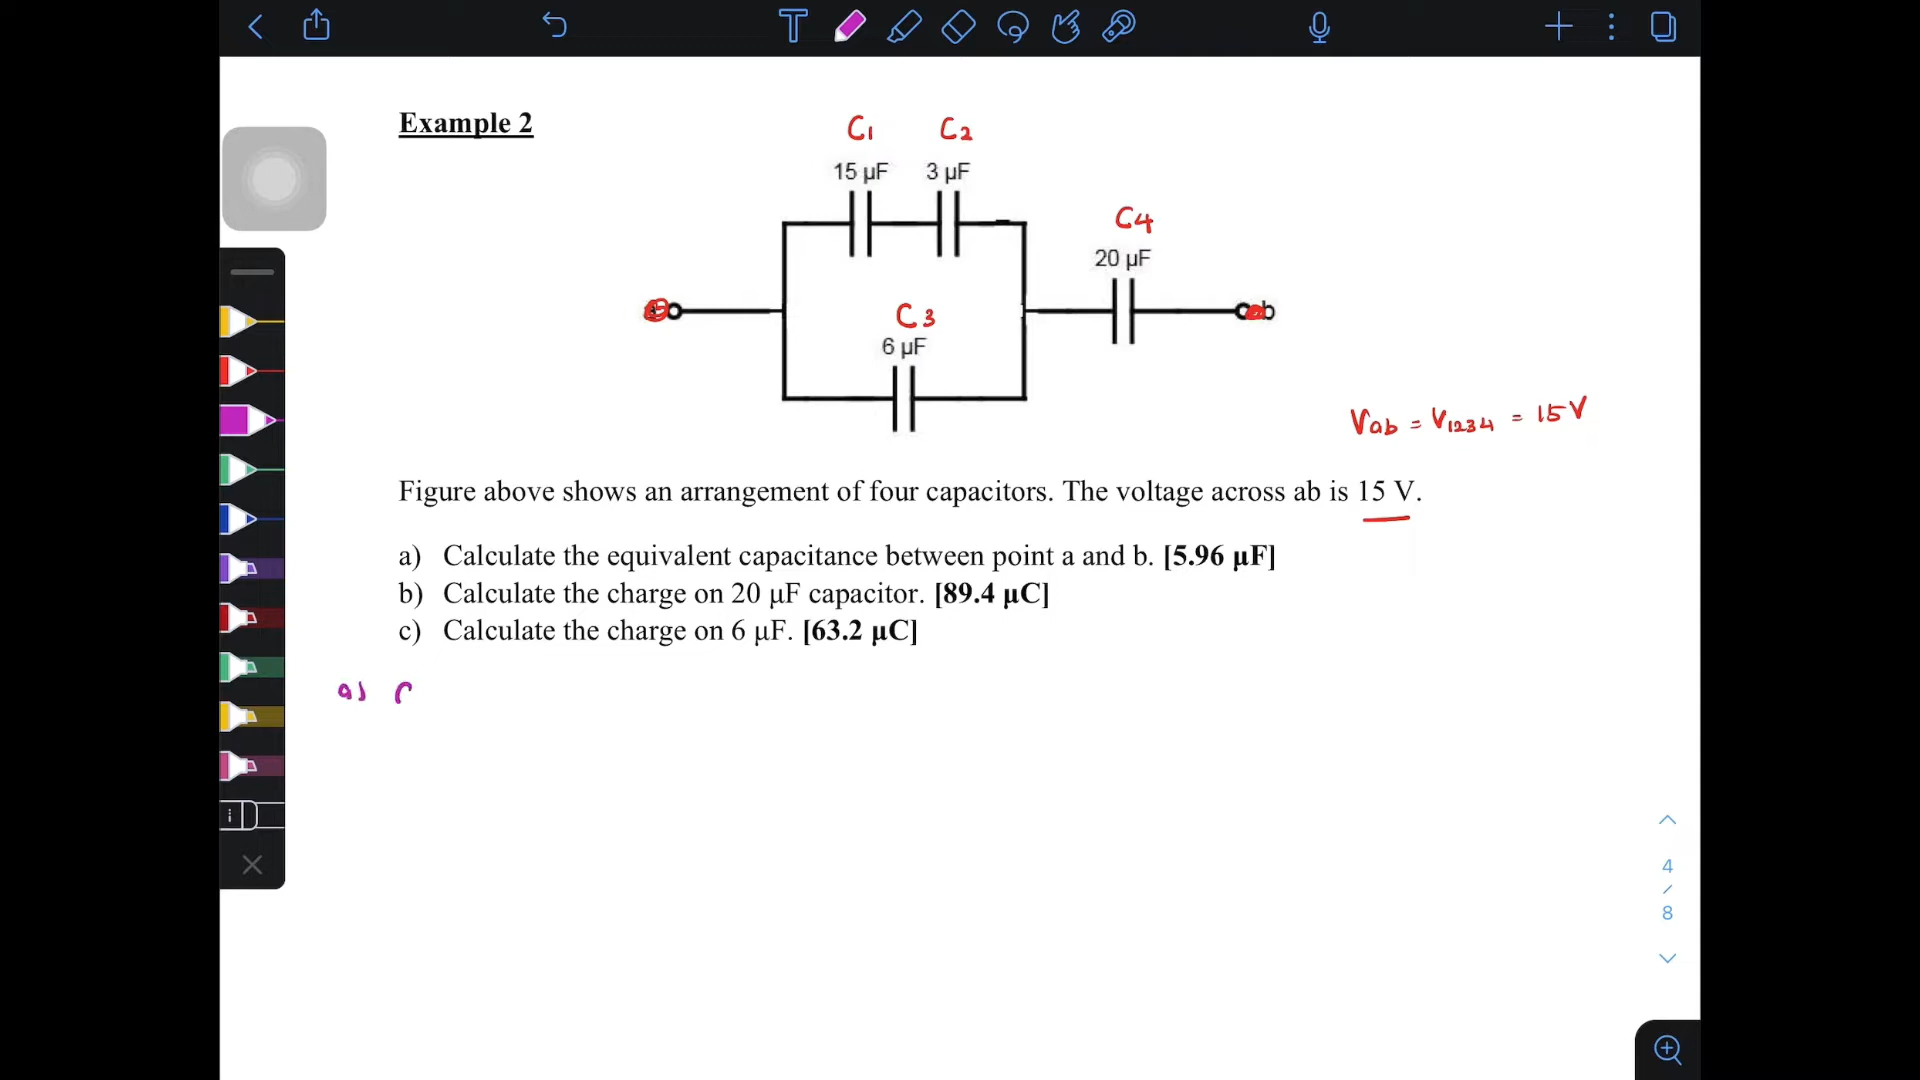 Example 2
C1 C2
15 μF 3 μF
C4
20 μF
C3
b
6 μF
Vab = V1234 = 15V
Figure above shows an arrangement of four capacitors. The voltage across ab is 15 V.
a) Calculate the equivalent capacitance between point a and b. [5.96 μF]
b) Calculate the charge on 20 μF capacitor. [89.4 μC]
c) Calculate the charge on 6 μF. [63.2 μC]
a)
4
/
8